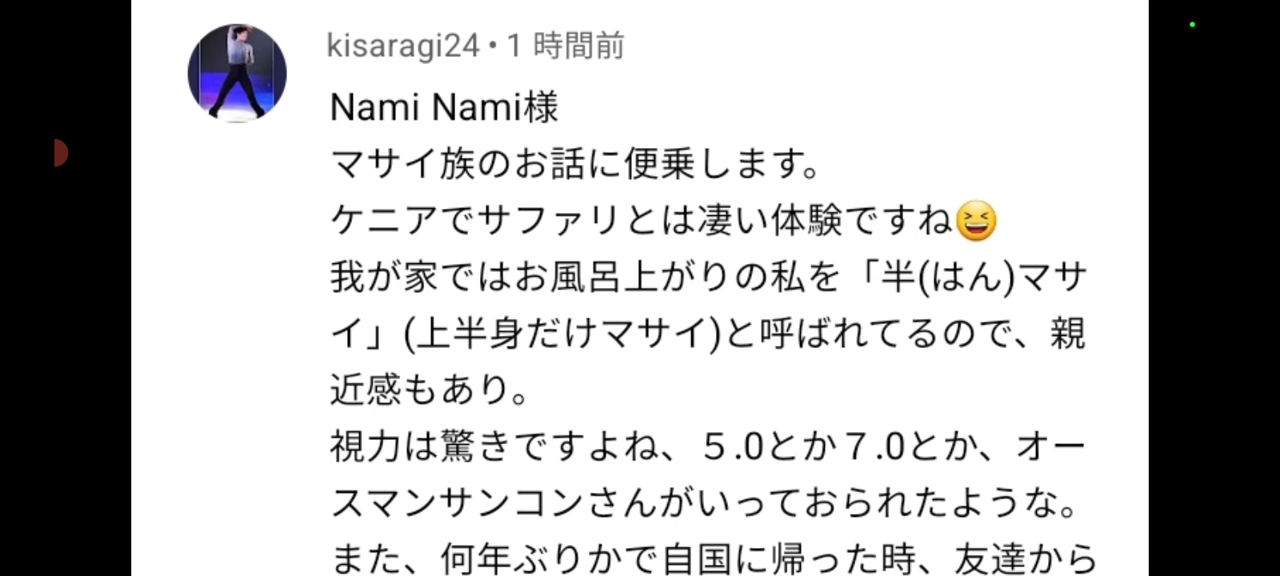 kisaragi24 • 1 時間前
Nami Nami様
マサイ族のお話に便乗します。
ケニアでサファリとは凄い体験ですね😆
我が家ではお風呂上がりの私を「半(はん)マサ
イ」(上半身だけマサイ)と呼ばれてるので、親
近感もあり。
視力は驚きですよね、５.0とか７.0とか、オー
スマンサンコンさんがいっておられたような。
また、何年ぶりかで自国に帰った時、友達から